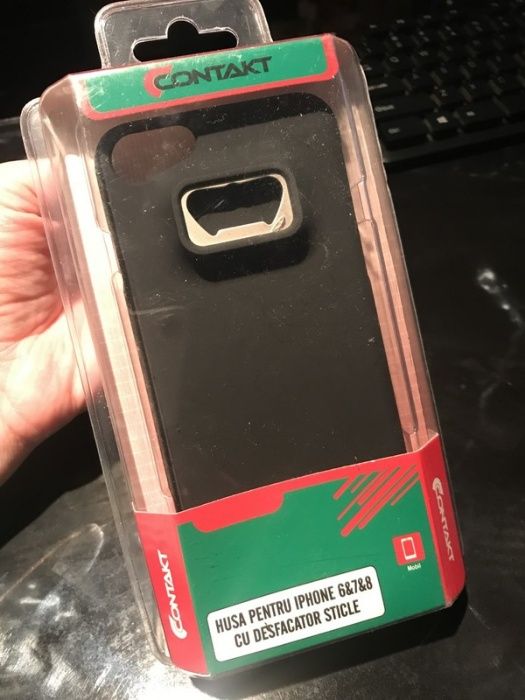 CONTAKT
CONTAKT
CONTAKT
Mobil
HUSA PENTRU IPHONE 6&7&8
CU DESFACATOR STICLE